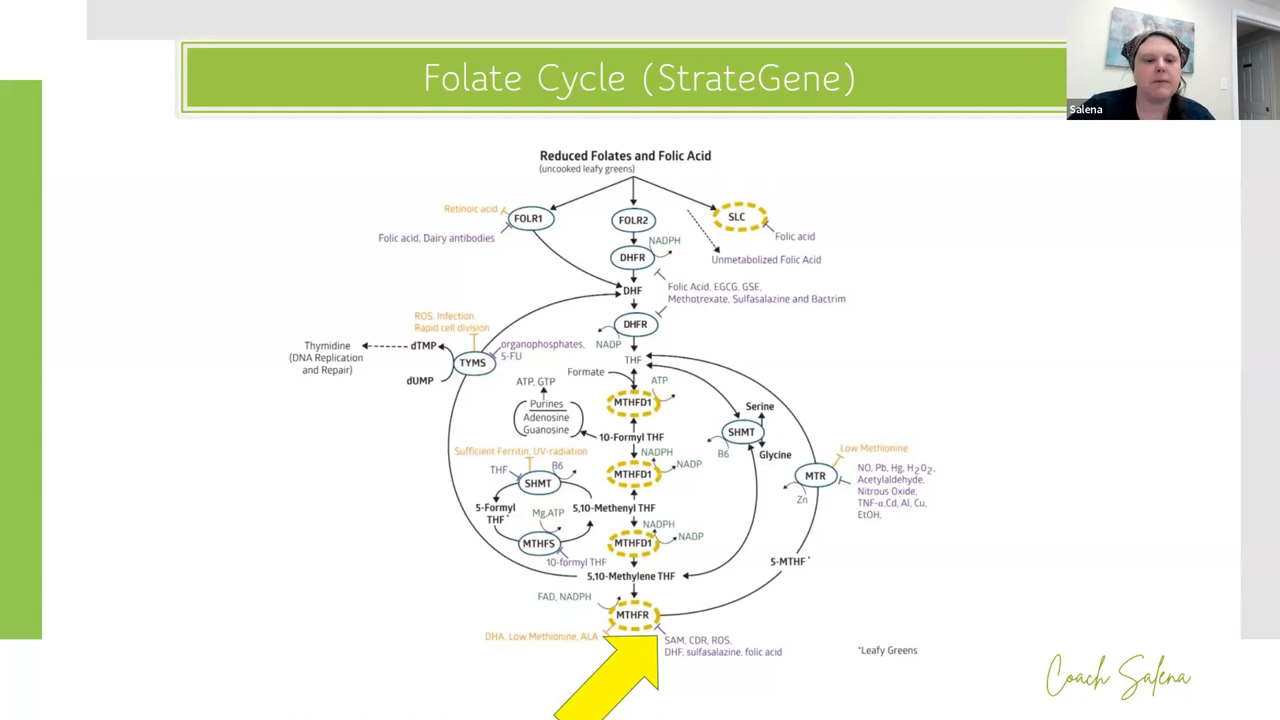 Folate Cycle (StrateGene)
Salena
Reduced Folates and Folic Acid
(uncooked leafy greens)
Retinoic acid
FOLR1
FOLR2
SLC
Folic acid, Dairy antibodies
Folic acid
NADPH
DHFR
Unmetabolized Folic Acid
DHF
Folic Acid, EGCG, GSE,
Methotrexate, Sulfasalazine and Bactrim
ROS, Infection,
Rapid cell division
DHFR
NADP
Thymidine
(DNA Replication
and Repair)
dTMP
TYMS
dUMP
organophosphates,
5-FU
THF
Formate
ATP
ATP, GTP
Purines
Adenosine
Guanosine
MTHFD1
10-Formyl THF
Serine
SHMT
B6
Glycine
Low Methionine
MTR
Zn
NO, Pb, Hg, H2O2,
Acetylaldehyde,
Nitrous Oxide,
TNF-α,Cd, Al, Cu,
EtOH,
Sufficient Ferritin, UV-radiation
THF
B6
SHMT
NADPH
MTHFD1
NADP
5-Formyl
THF*
Mg,ATP
5,10-Methenyl THF
MTHFS
10-formyl THF
NADPH
MTHFD1
NADP
5-MTHF*
5,10-Methylene THF
FAD, NADPH
MTHFR
DHA, Low Methionine, ALA
SAM, CDR, ROS,
DHF, sulfasalazine, folic acid
*Leafy Greens
Coach Salena